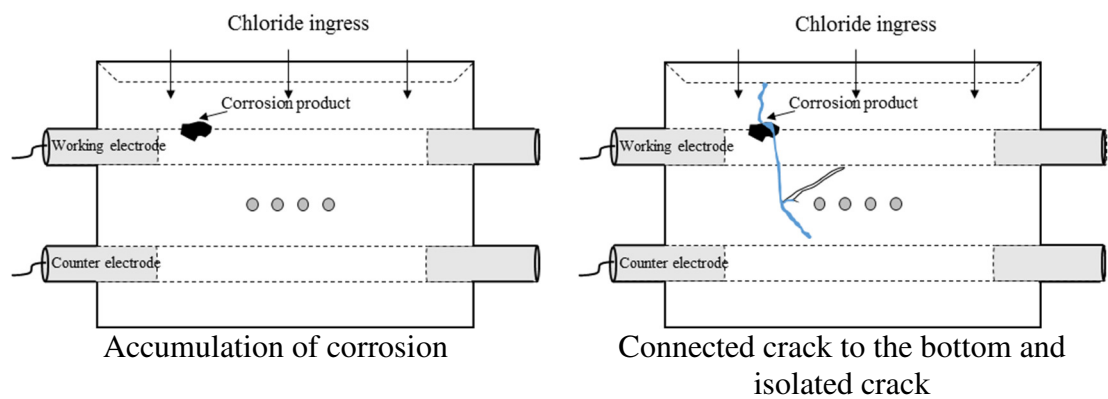 Chloride ingress
Corrosion product
Working electrode
Counter electrode
Accumulation of corrosion
Chloride ingress
Corrosion product
Working electrode
Counter electrode
Connected crack to the bottom and
isolated crack